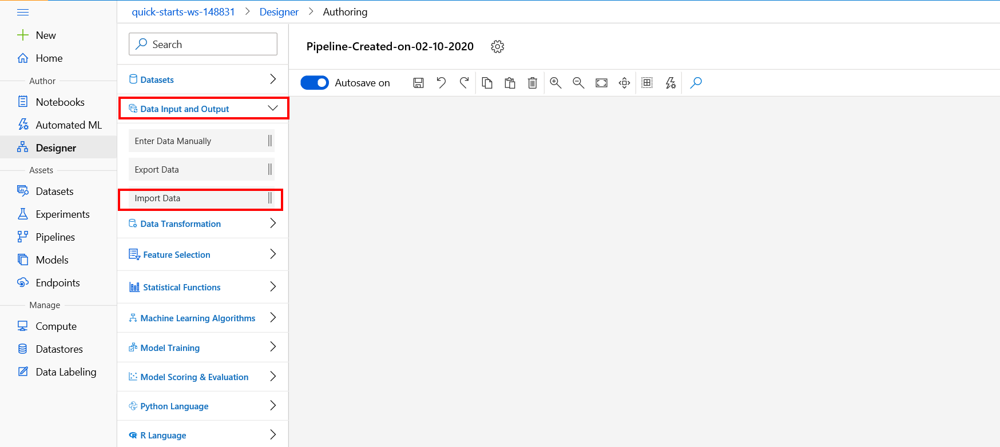 quick-starts-ws-148831 > Designer > Authoring
New
Home
Author
Notebooks
Automated ML
Designer
Assets
Datasets
Experiments
Pipelines
Models
Endpoints
Manage
Compute
Datastores
Data Labeling
Search
Datasets
Data Input and Output
Enter Data Manually
Export Data
Import Data
Data Transformation
Feature Selection
Statistical Functions
Machine Learning Algorithms
Model Training
Model Scoring & Evaluation
Python Language
R Language
Pipeline-Created-on-02-10-2020
Autosave on